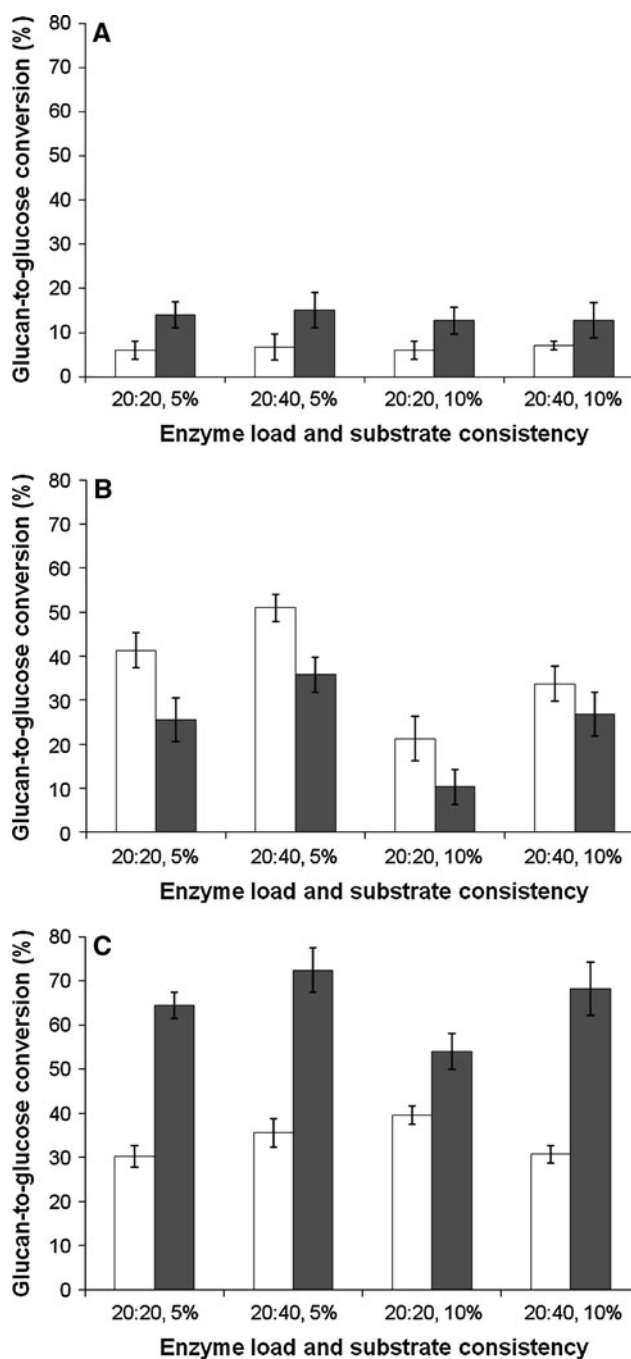 A
Glucan-to-glucose conversion (%)
80
70
60
50
40
30
20
10
0
20:20, 5% 20:40, 5% 20:20, 10% 20:40, 10%
Enzyme load and substrate consistency
B
Glucan-to-glucose conversion (%)
80
70
60
50
40
30
20
10
0
20:20, 5% 20:40, 5% 20:20, 10% 20:40, 10%
Enzyme load and substrate consistency
C
Glucan-to-glucose conversion (%)
80
70
60
50
40
30
20
10
0
20:20, 5% 20:40, 5% 20:20, 10% 20:40, 10%
Enzyme load and substrate consistency